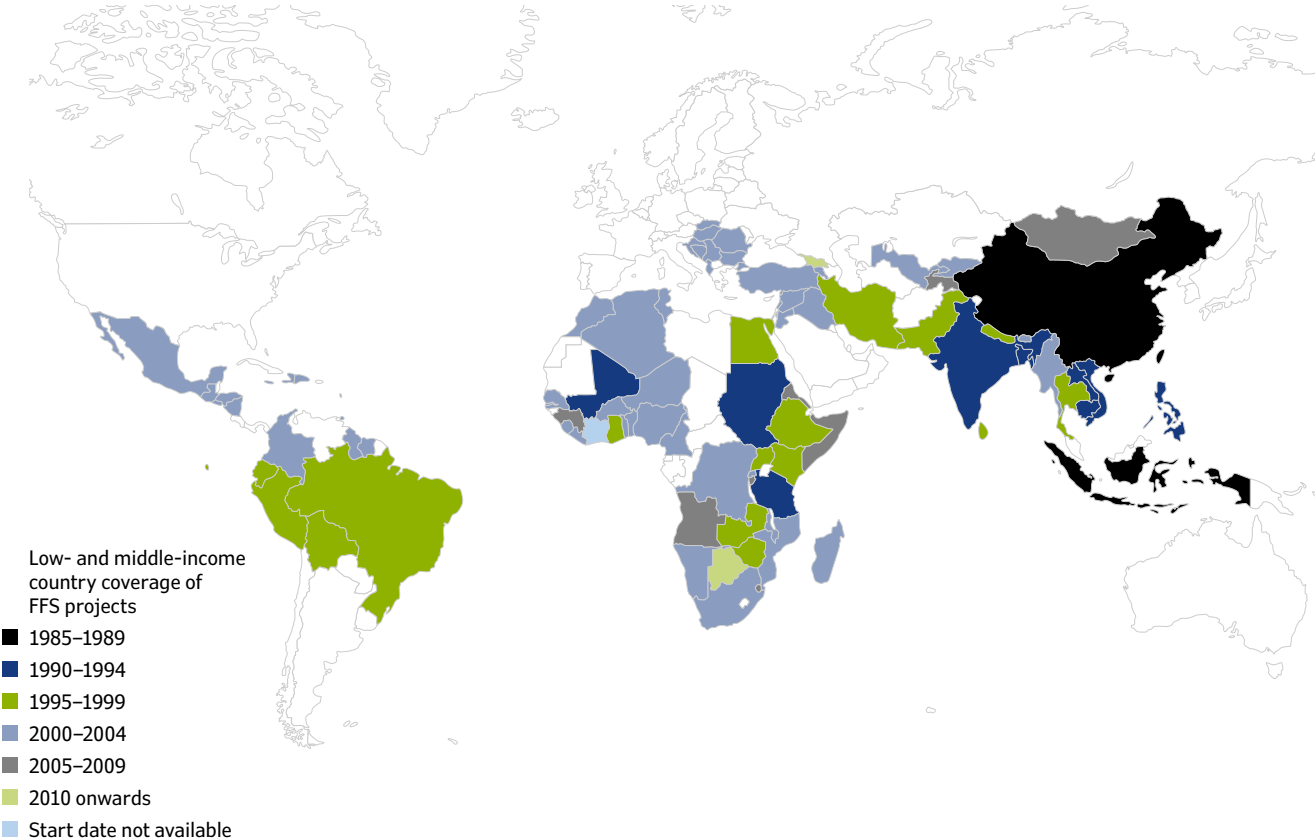 Low- and middle-income
country coverage of
FFS projects
1985–1989
1990–1994
1995–1999
2000–2004
2005–2009
2010 onwards
Start date not available